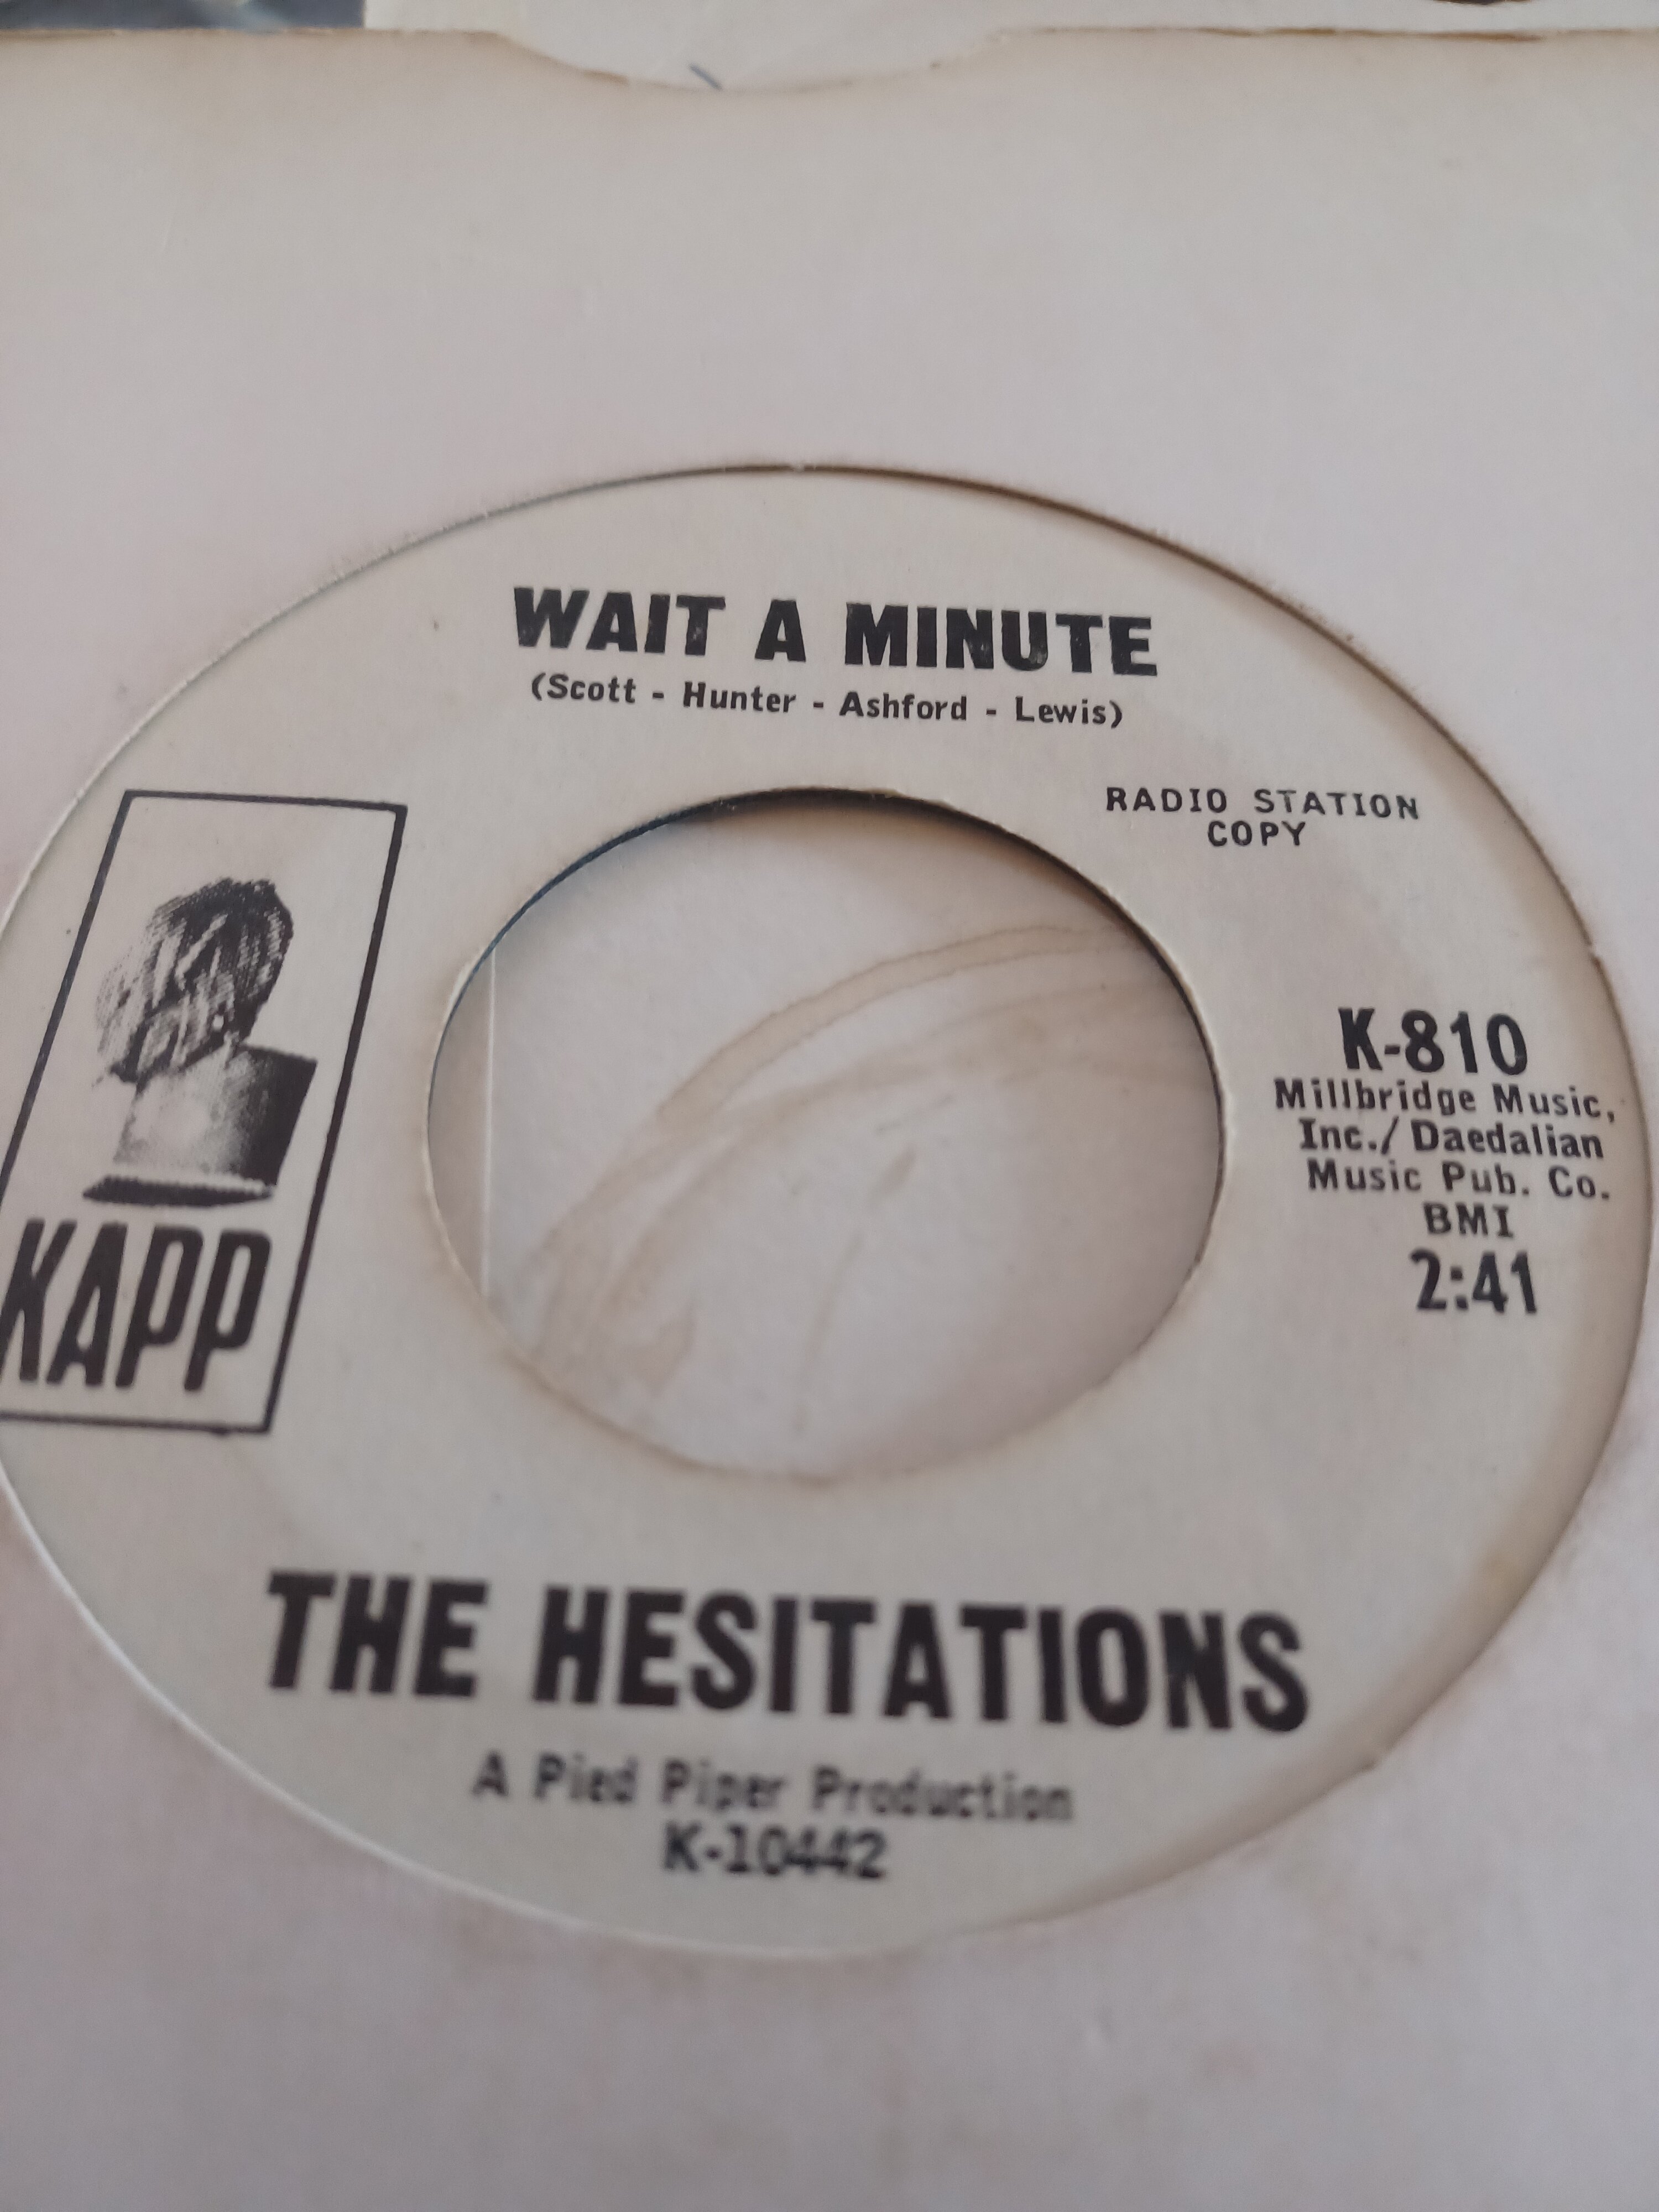 WAIT A MINUTE
(Scott - Hunter - Ashford - Lewis)
RADIO STATION
COPY
K
KAPP
K-810
Millbridge Music,
Inc./ Daedalian
Music Pub. Co.
BMI
2:41
THE HESITATIONS
A Pied Piper Production
K-10442